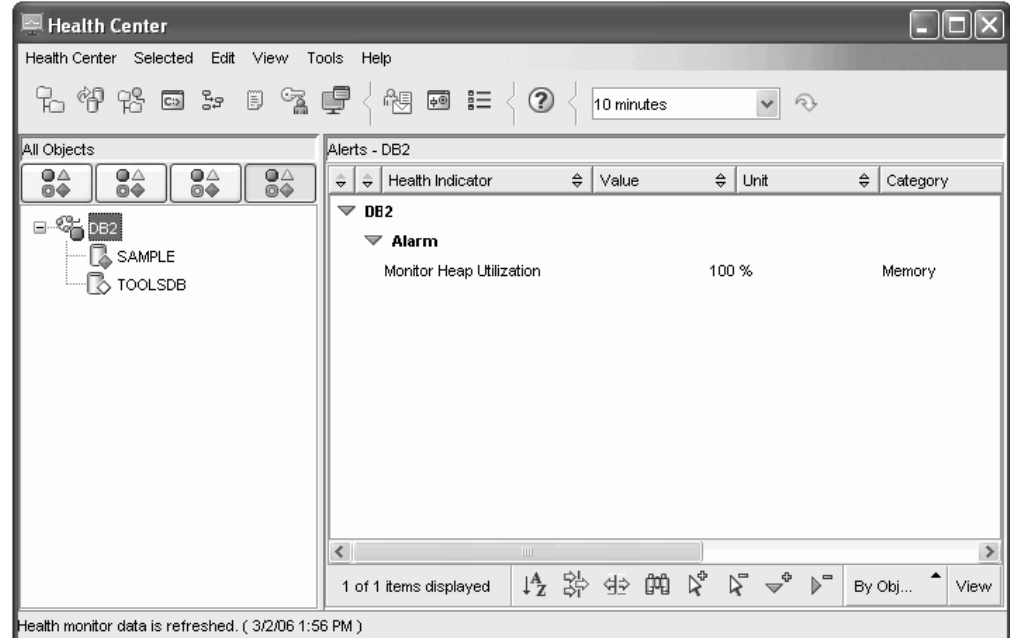 Health Center
Health Center Selected Edit View Tools Help
C:>
?
10 minutes
All Objects
Alerts - DB2
Health Indicator Value Unit Category
DB2
SAMPLE
TOOLSDB
DB2
Alarm
Monitor Heap Utilization 100 % Memory
1 of 1 items displayed
A Z
By Obj...
View
Health monitor data is refreshed. ( 3/2/06 1:56 PM )